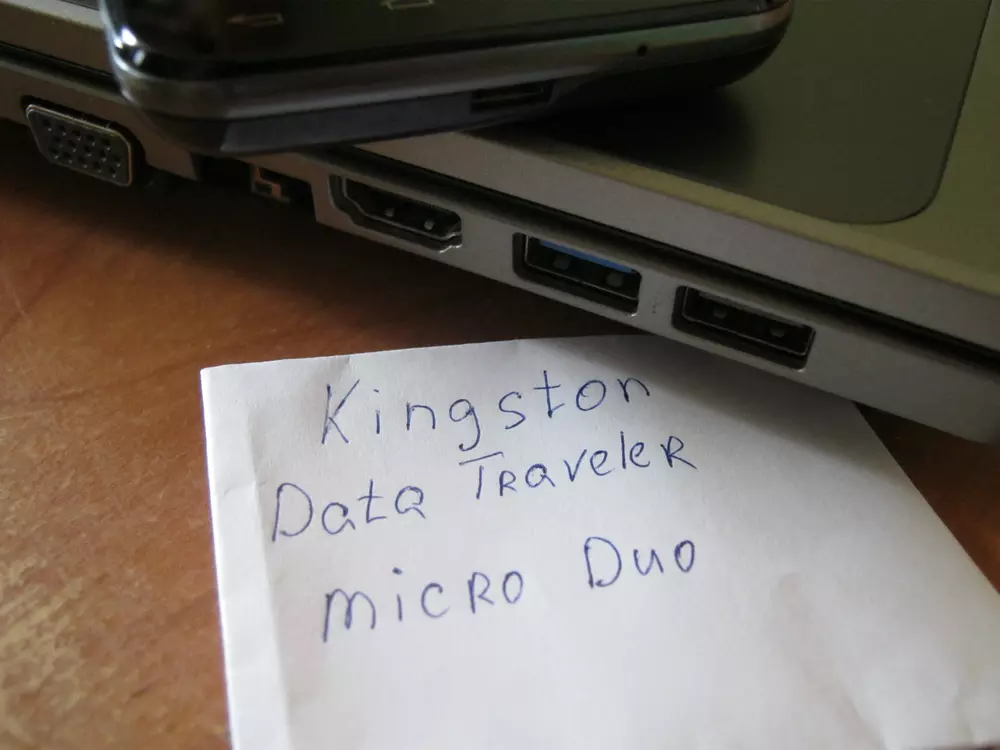 Kingston
Data Traveler
micro Duo